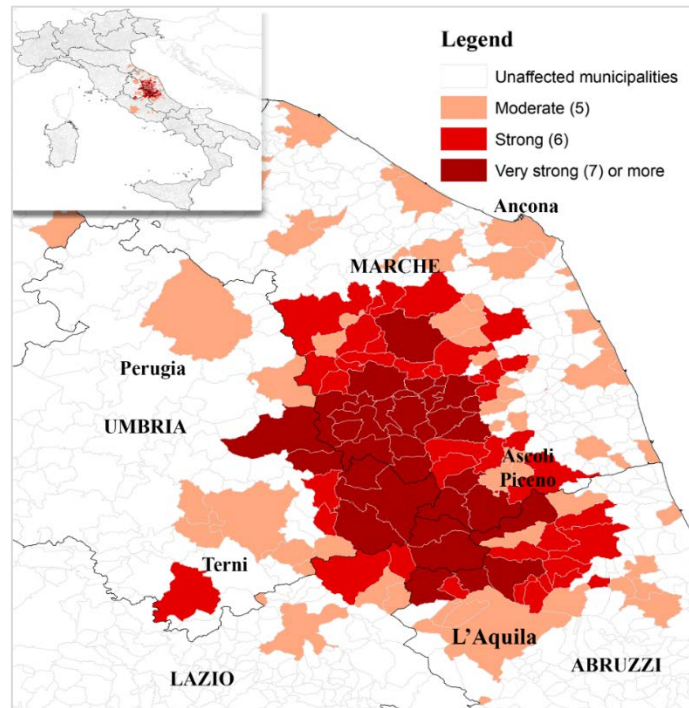 Legend
Unaffected municipalities
Moderate (5)
Strong (6)
Very strong (7) or more
Ancona
MARCHE
Perugia
UMBRIA
Ascoli
Piceno
Terni
L'Aquila
LAZIO
ABRUZZI